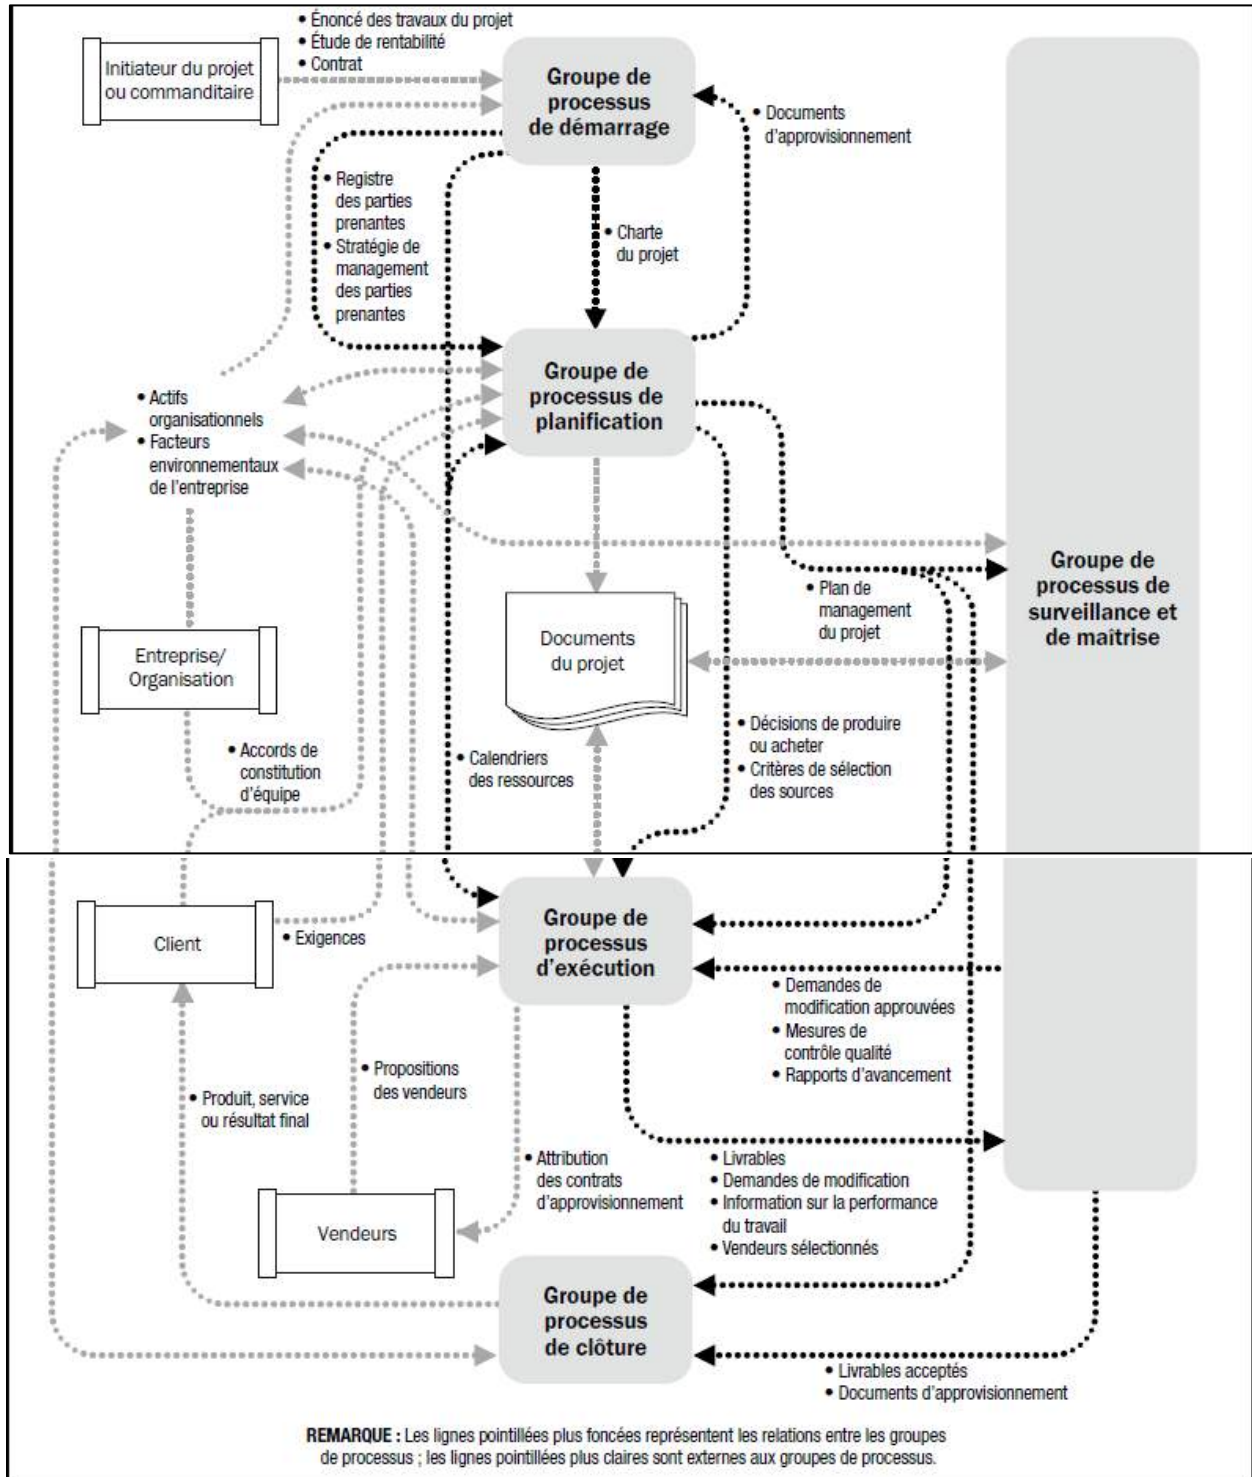 • Énoncé des travaux du projet
• Étude de rentabilité
• Contrat
Initiateur du projet
ou commanditaire
Groupe de
processus
de démarrage
• Documents
d'approvisionnement
• Registre
des parties
prenantes
• Stratégie de
management
des parties
prenantes
• Charte
du projet
Groupe de
processus de
planification
• Actifs
organisationnels
• Facteurs
environnementaux
de l'entreprise
Groupe de
processus de
surveillance et
de maîtrise
• Plan de
management
du projet
Documents
du projet
Entreprise/
Organisation
• Accords de
constitution
d'équipe
• Calendriers
des ressources
• Décisions de produire
ou acheter
• Critères de sélection
des sources
Client
• Exigences
Groupe de
processus
d'exécution
• Demandes de
modification approuvées
• Mesures de
contrôle qualité
• Rapports d'avancement
• Propositions
des vendeurs
• Produit, service
ou résultat final
• Attribution
des contrats
d'approvisionnement
• Livrables
• Demandes de modification
• Information sur la performance
du travail
• Vendeurs sélectionnés
Vendeurs
Groupe de
processus
de clôture
• Livrables acceptés
• Documents d'approvisionnement
REMARQUE : Les lignes pointillées plus foncées représentent les relations entre les groupes
de processus ; les lignes pointillées plus claires sont externes aux groupes de processus.